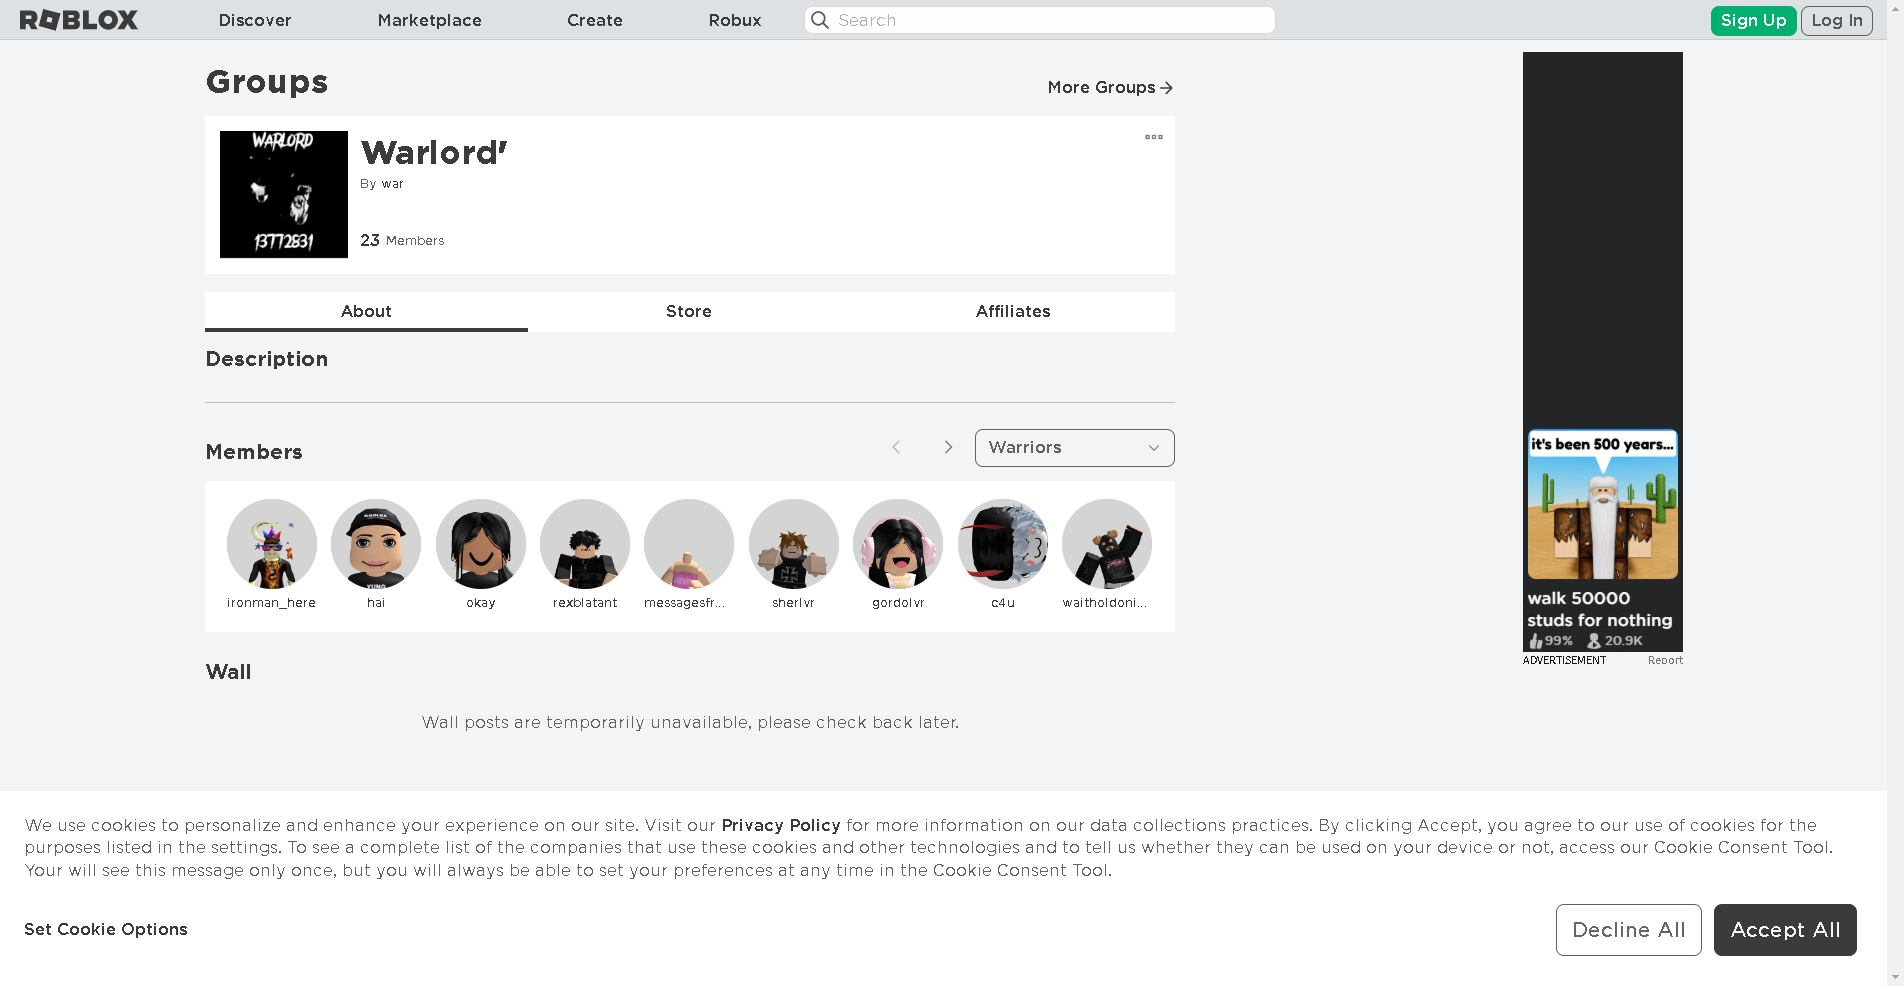 ROBLOX
Discover
Marketplace
Create
Robux
Search
Sign Up
Log In
Groups
More Groups
WARLORD
13772831
Warlord'
By war
23 Members
About
Store
Affiliates
Description
Members
Warriors
ROBLOX
YUNG
ironman_here
hai
okay
rexblatant
messagesfr...
sherlvr
gordolvr
c4u
waitholdoni...
Wall
Wall posts are temporarily unavailable, please check back later.
it's been 500 years...
walk 50000
studs for nothing
99% 20.9K
ADVERTISEMENT
Report
We use cookies to personalize and enhance your experience on our site. Visit our Privacy Policy for more information on our data collections practices. By clicking Accept, you agree to our use of cookies for the
purposes listed in the settings. To see a complete list of the companies that use these cookies and other technologies and to tell us whether they can be used on your device or not, access our Cookie Consent Tool.
Your will see this message only once, but you will always be able to set your preferences at any time in the Cookie Consent Tool.
Set Cookie Options
Decline All
Accept All